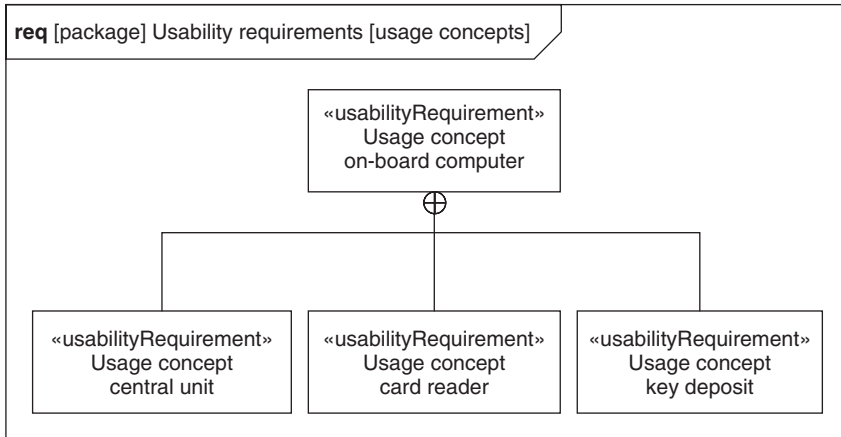 req [package] Usability requirements [usage concepts]
«usabilityRequirement»
Usage concept
on-board computer
«usabilityRequirement»
Usage concept
central unit
«usabilityRequirement»
Usage concept
card reader
«usabilityRequirement»
Usage concept
key deposit